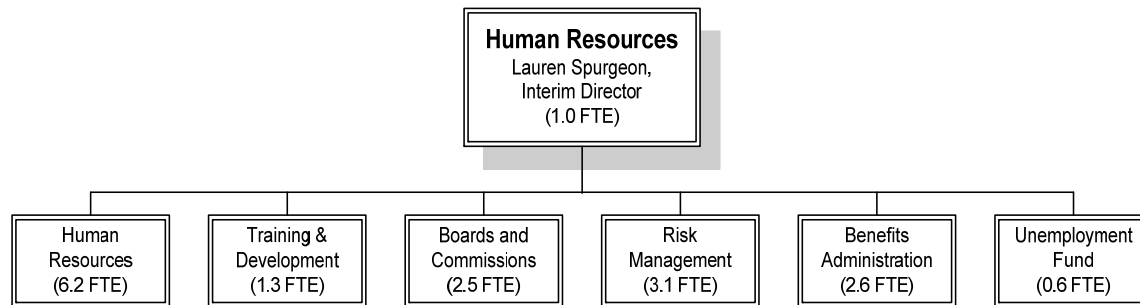 Human Resources
Lauren Spurgeon,
Interim Director
(1.0 FTE)
Human
Resources
(6.2 FTE)
Training &
Development
(1.3 FTE)
Boards and
Commissions
(2.5 FTE)
Risk
Management
(3.1 FTE)
Benefits
Administration
(2.6 FTE)
Unemployment
Fund
(0.6 FTE)